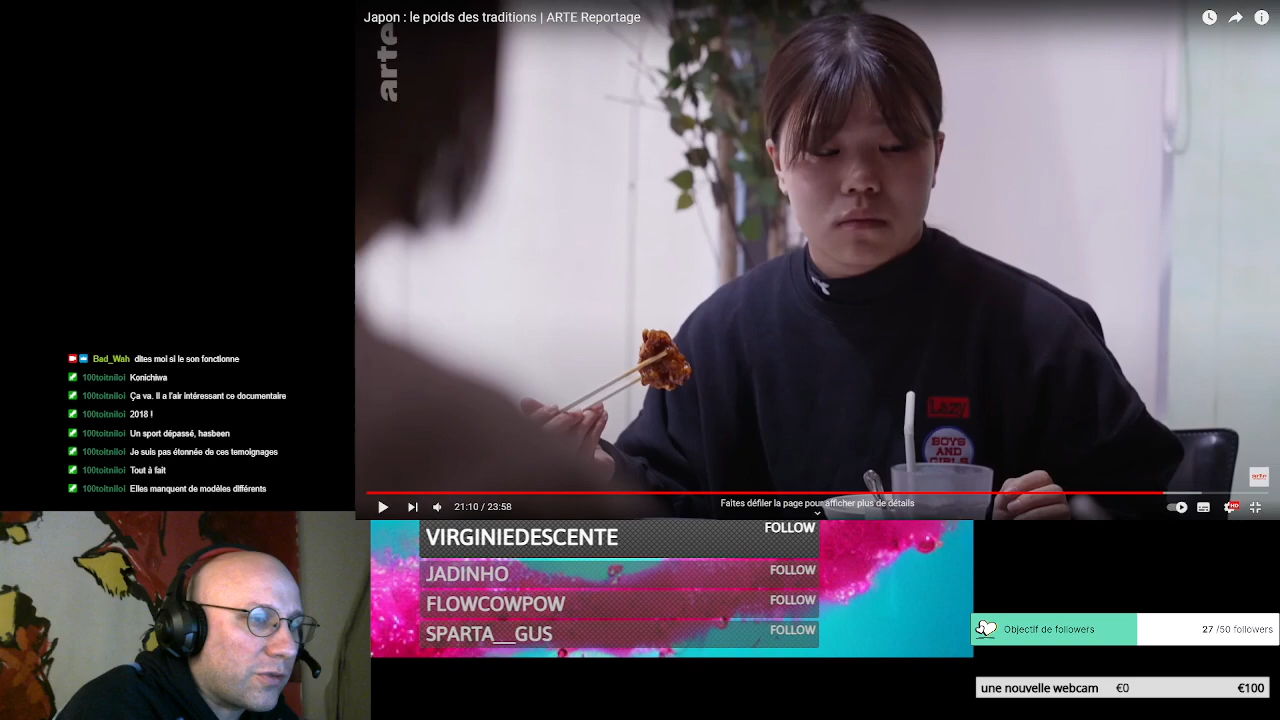 Japon : le poids des traditions | ARTE Reportage
arte
Bad_Wah dîtes moi si le son fonctionne
100toitniloi Konichiwa
100toitniloi Ça va. Il a l'air intéressant ce documentaire
100toitniloi 2018 !
100toitniloi Un sport dépassé, hasbeen
100toitniloi Je suis pas étonnée de ces temoignages
100toitniloi Tout à fait
100toitniloi Elles manquent de modèles différents
Lazy
BOYS
AND
GIRLS
arte
Faites défiler la page pour afficher plus de détails
21:10 / 23:58
HD
VIRGINIEDESCENTE FOLLOW
JADINHO FOLLOW
FLOWCOWPOW FOLLOW
SPARTA__GUS FOLLOW
Objectif de followers 27 /50 followers
une nouvelle webcam €0 €100